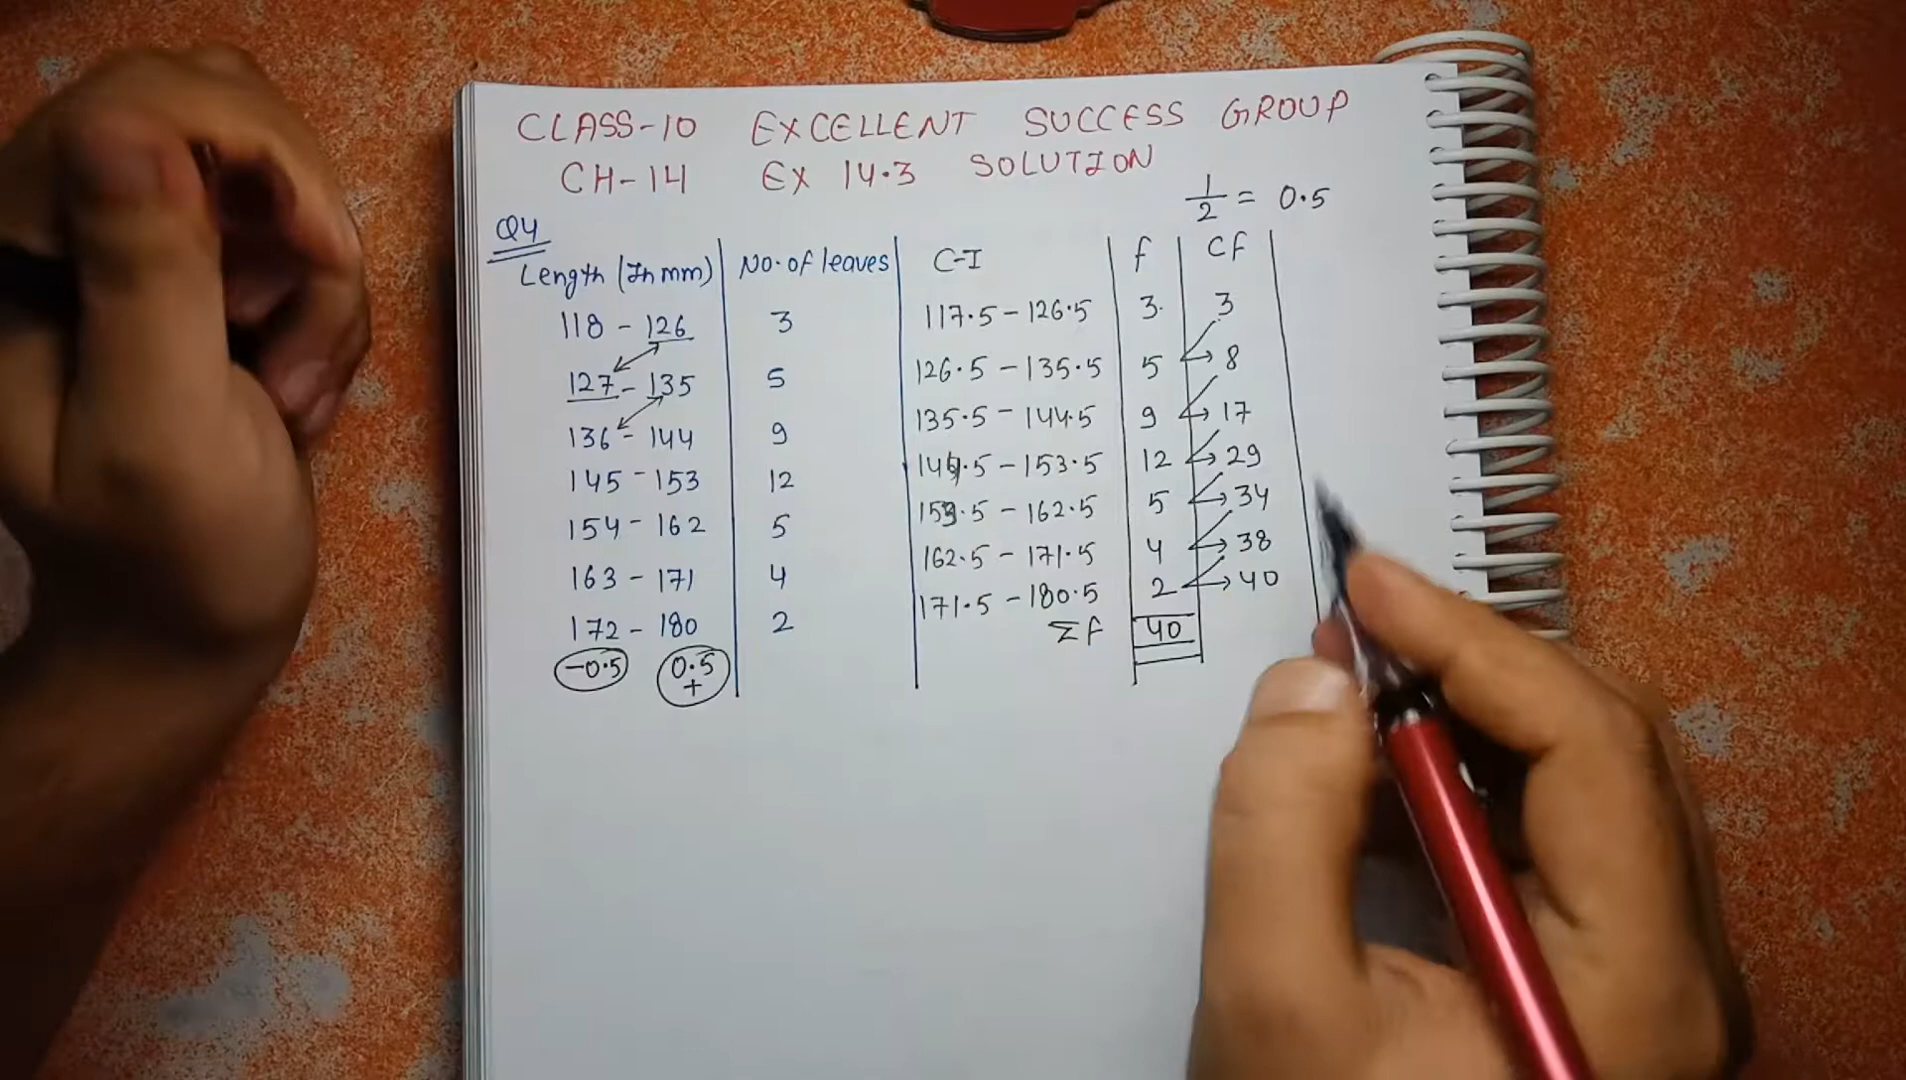 CLASS-10 EXCELLENT SUCCESS GROUP
CH-14 EX 14.3 SOLUTION
1/2 = 0.5
Q4
Length (In mm) No. of leaves C-I f cf
118 - 126 3 117.5 - 126.5 3. 3
127 - 135 5 126.5 - 135.5 5 8
136 - 144 9 135.5 - 144.5 9 17
145 - 153 12 144.5 - 153.5 12 29
154 - 162 5 153.5 - 162.5 5 34
163 - 171 4 162.5 - 171.5 4 38
172 - 180 2 171.5 - 180.5 2 40
Σf 40
-0.5 0.5
+